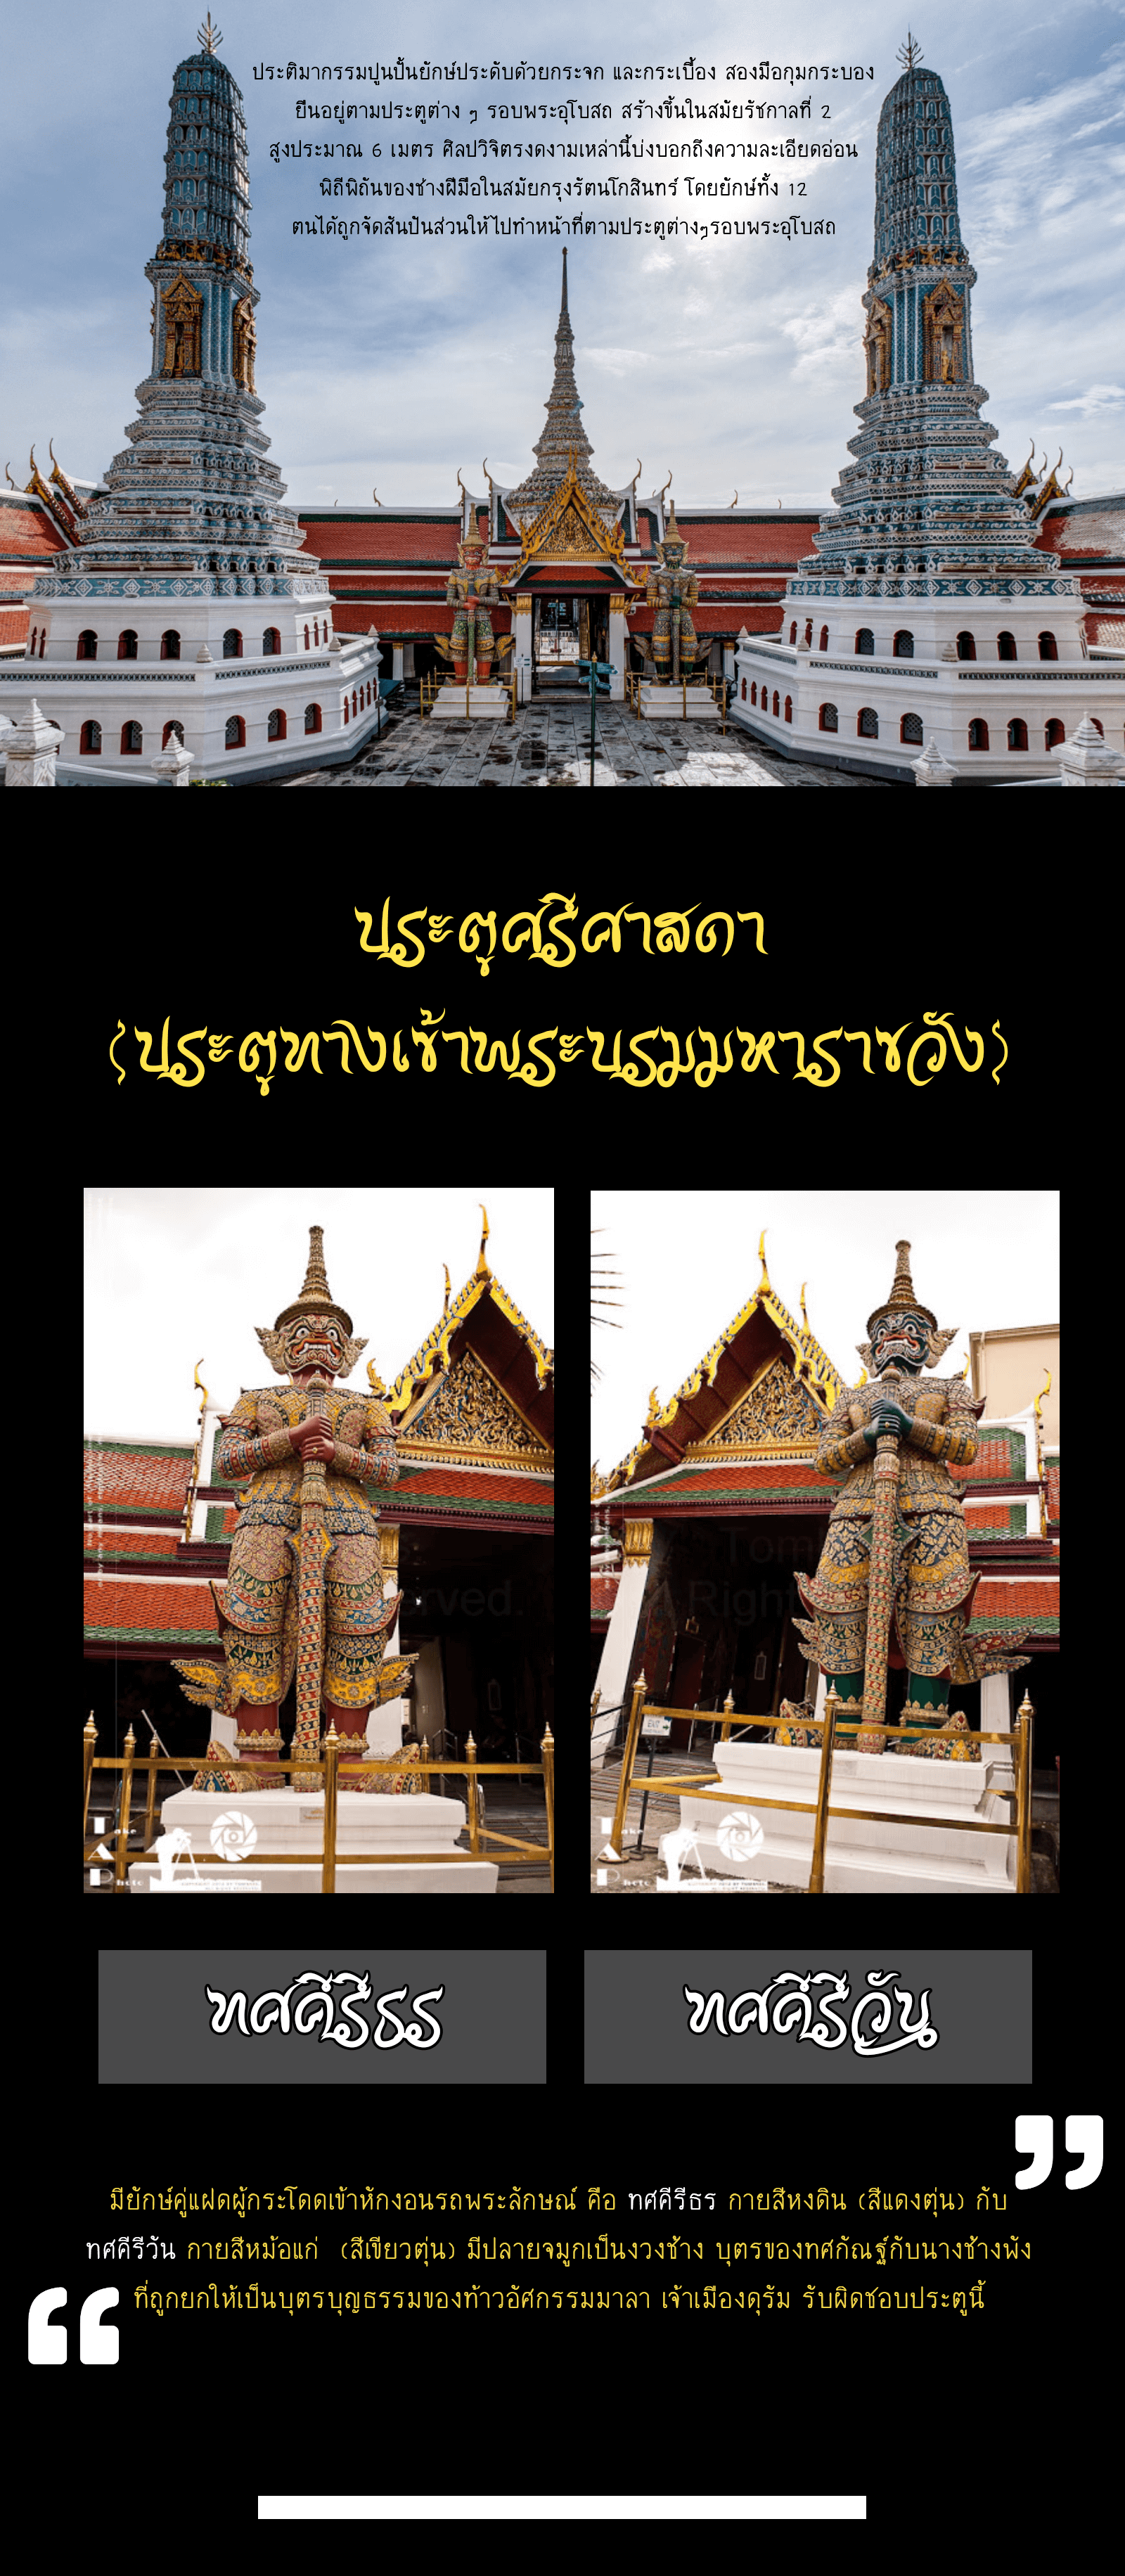 ประติมากรรมปูนปั้นยักษ์ประดับด้วยกระจก และกระเบื้อง สองมือกุมกระบอง
ยืนอยู่ตามประตูต่าง ๆ รอบพระอุโบสถ สร้างขึ้นในสมัยรัชกาลที่ 2
สูงประมาณ 6 เมตร ศิลปวิจิตรงดงามเหล่านี้บ่งบอกถึงความละเอียดอ่อน
พิถีพิถันของช่างฝีมือในสมัยกรุงรัตนโกสินทร์ โดยยักษ์ทั้ง 12
ตนได้ถูกจัดสันปันส่วนให้ไปทำหน้าที่ตามประตูต่างๆรอบพระอุโบสถ
ประตูศรีศาสดา
(ประตูทางเข้าพระบรมมหาราชวัง)
erved.
Tom
Right
Take
A
Photo
Take
A
Photo
ทศคีรีธร
ทศคีรีวัน
มียักษ์คู่แฝดผู้กระโดดเข้าหักงอนรถพระลักษณ์ คือ ทศคีรีธร กายสีหงดิน (สีแดงตุ่น) กับ
ทศคีรีวัน กายสีหม้อแก่ (สีเขียวตุ่น) มีปลายจมูกเป็นงวงช้าง บุตรของทศกัณฐ์กับนางช้างพัง
ที่ถูกยกให้เป็นบุตรบุญธรรมของท้าวอัศกรรมมาลา เจ้าเมืองดุรัม รับผิดชอบประตูนี้